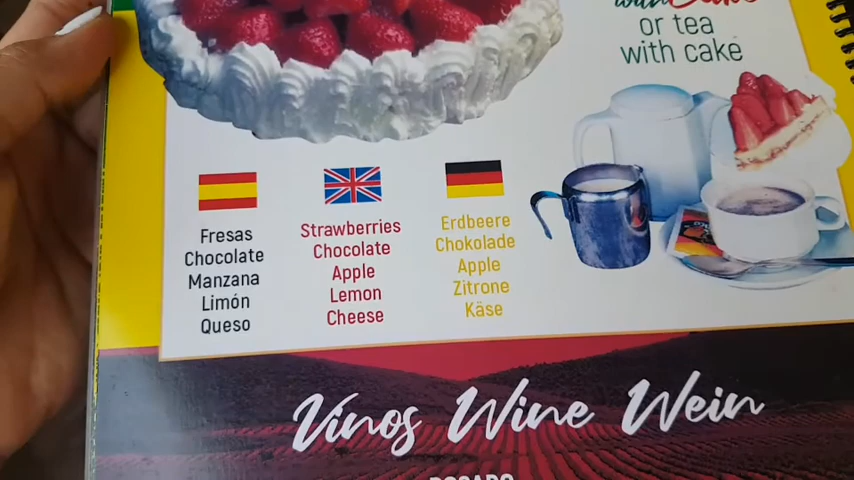 or tea
with cake
Fresas
Chocolate
Manzana
Limón
Queso
Strawberries
Chocolate
Apple
Lemon
Cheese
Erdbeere
Chokolade
Apple
Zitrone
Käse
Vinos Wine Wein